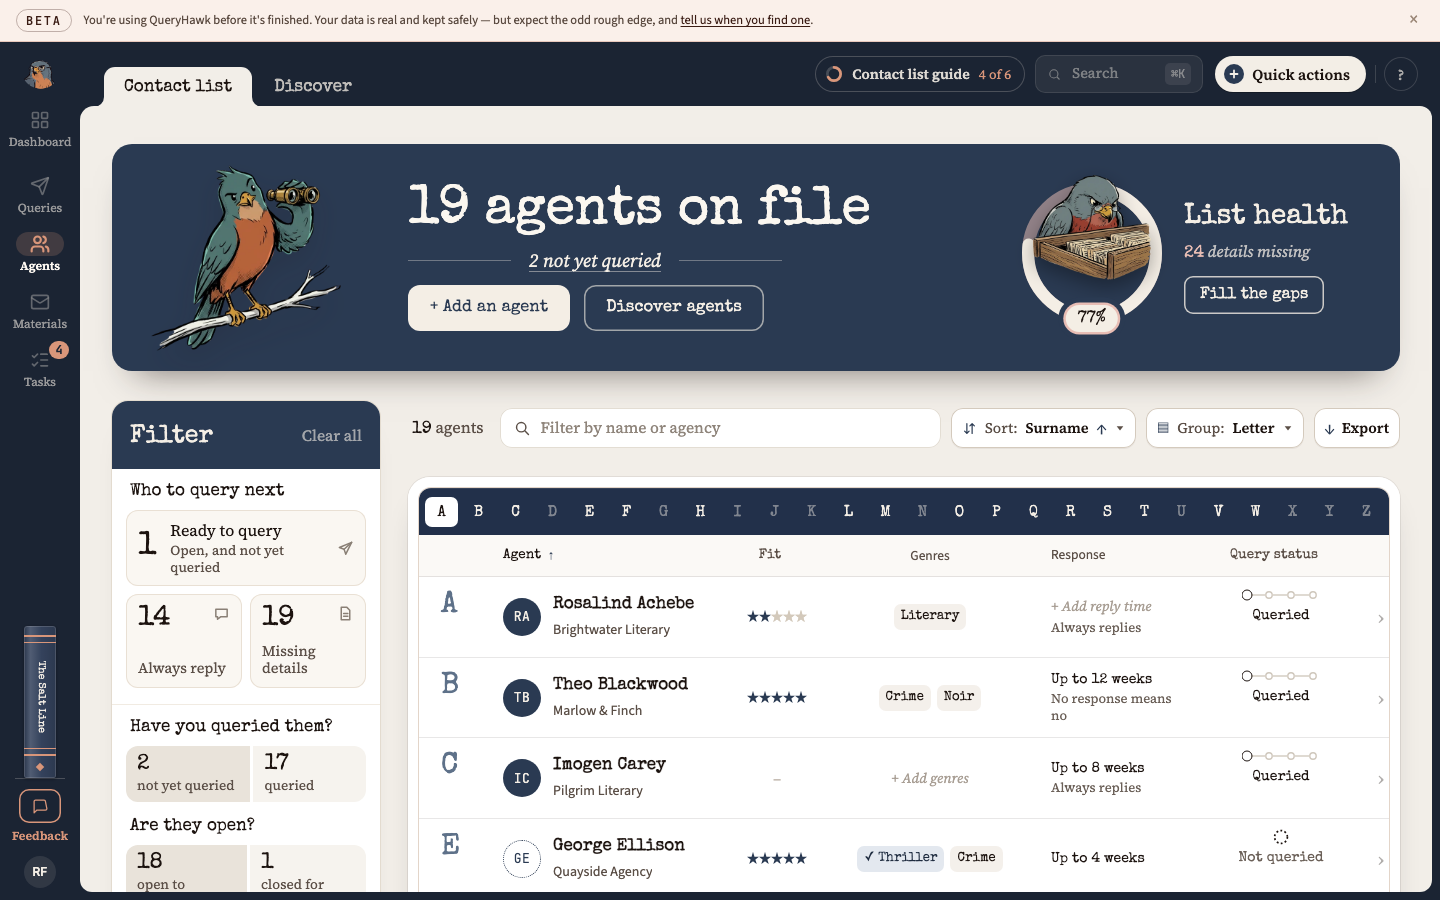 BETA
You're using QueryHawk before it's finished. Your data is real and kept safely — but expect the odd rough edge, and tell us when you find one.
×
Contact list
Discover
Contact list guide 4 of 6
Search ⌘K
+ Quick actions
?
Dashboard
Queries
Agents
Materials
4
Tasks
The Salt Line
Feedback
RF
19 agents on file
2 not yet queried
+ Add an agent
Discover agents
77%
List health
24 details missing
Fill the gaps
Filter
Clear all
Who to query next
1
Ready to query
Open, and not yet
queried
14
Always reply
19
Missing
details
Have you queried them?
2
not yet queried
17
queried
Are they open?
18
open to
1
closed for
19 agents
Filter by name or agency
Sort: Surname ↑
Group: Letter
↓ Export
A B C D E F G H I J K L M N O P Q R S T U V W X Y Z
Agent ↑ Fit Genres Response Query status
A
RA
Rosalind Achebe
Brightwater Literary
★★★★★
Literary
+ Add reply time
Always replies
Queried
B
TB
Theo Blackwood
Marlow & Finch
★★★★★
Crime Noir
Up to 12 weeks
No response means
no
Queried
C
IC
Imogen Carey
Pilgrim Literary
–
+ Add genres
Up to 8 weeks
Always replies
Queried
E
GE
George Ellison
Quayside Agency
★★★★★
✓ Thriller Crime
Up to 4 weeks
Not queried